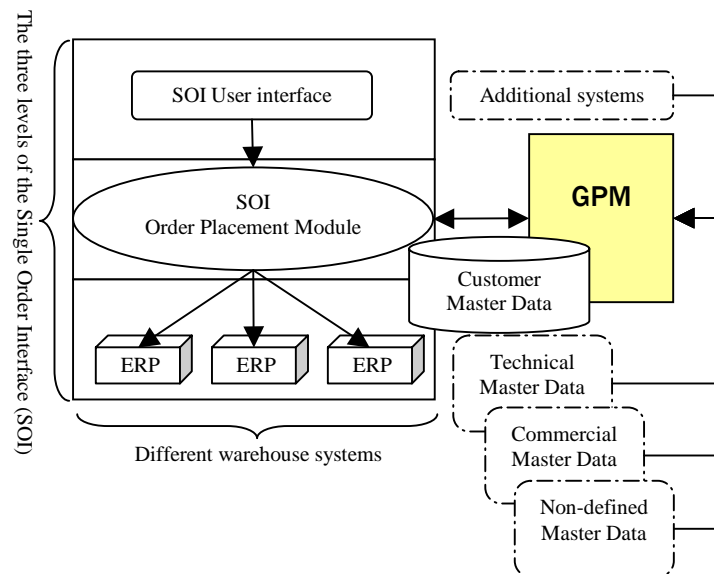 The three levels of the Single Order Interface (SOI)
SOI User interface
Additional systems
SOI
Order Placement Module
GPM
Customer
Master Data
ERP
ERP
ERP
Technical
Master Data
Commercial
Master Data
Non-defined
Master Data
Different warehouse systems